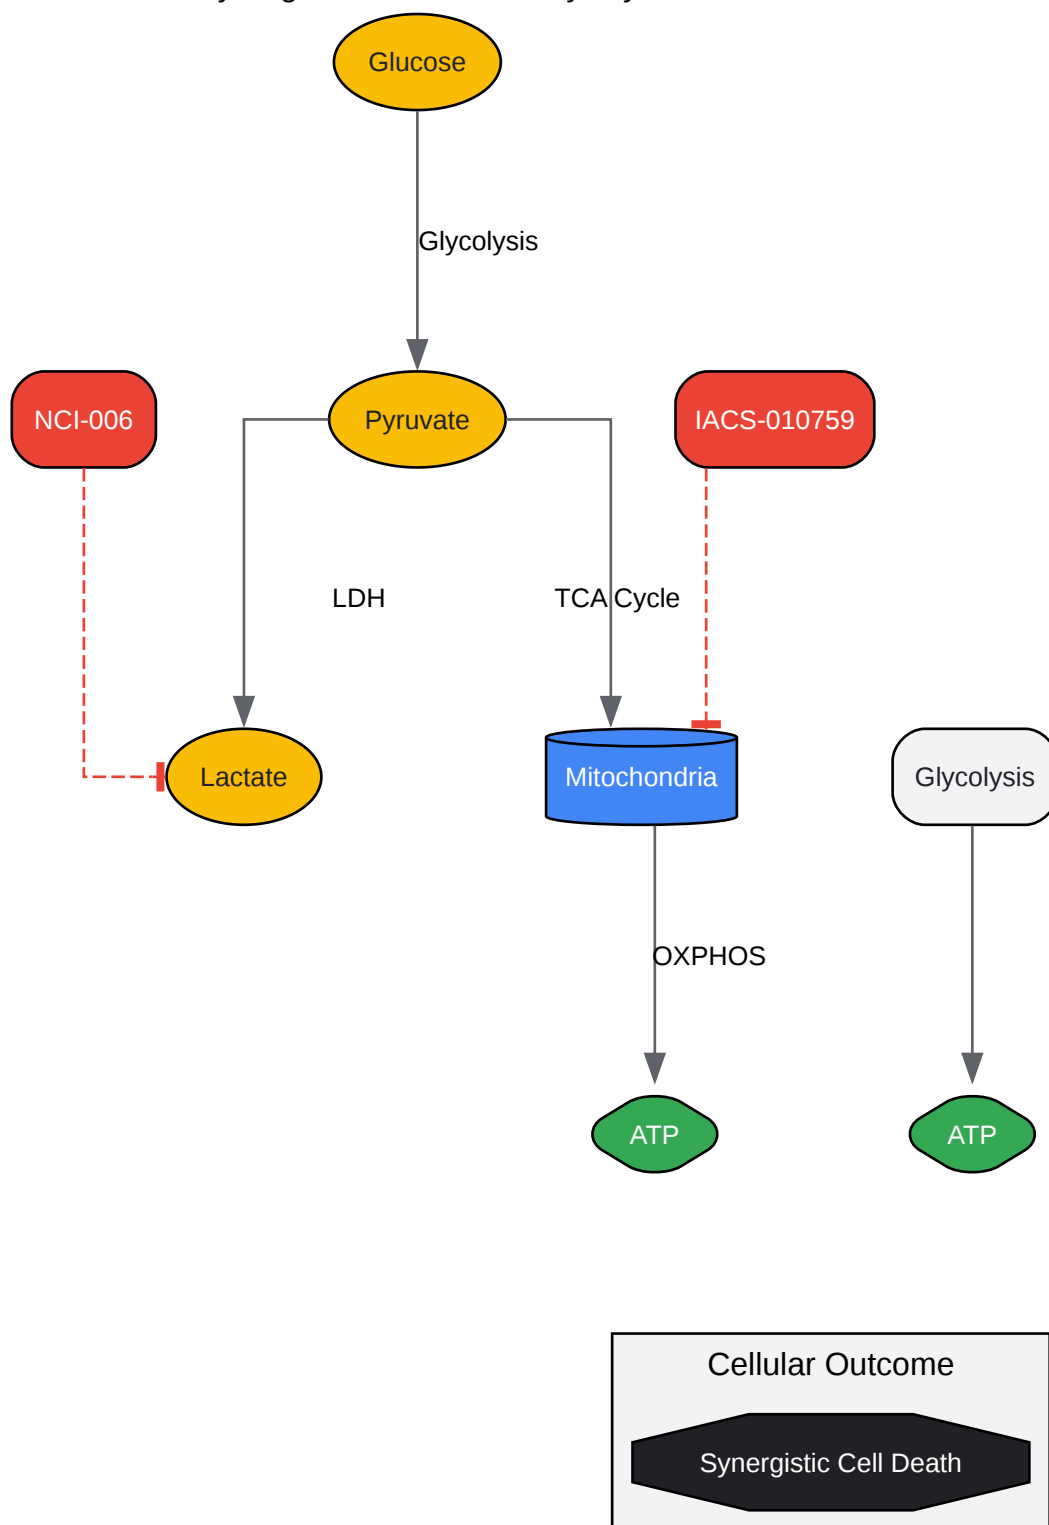 Glucose
Glycolysis
NCI-006
Pyruvate
IACS-010759
LDH
TCA Cycle
Lactate
Mitochondria
Glycolysis
OXPHOS
ATP
ATP
Cellular Outcome
Synergistic Cell Death